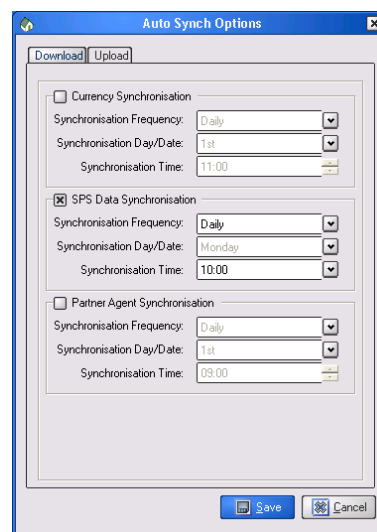 Auto Synch Options
Download Upload
Currency Synchronisation
Synchronisation Frequency: Daily
Synchronisation Day/Date: 1st
Synchronisation Time: 11:00
SPS Data Synchronisation
Synchronisation Frequency: Daily
Synchronisation Day/Date: Monday
Synchronisation Time: 10:00
Partner Agent Synchronisation
Synchronisation Frequency: Daily
Synchronisation Day/Date: 1st
Synchronisation Time: 09:00
Save Cancel